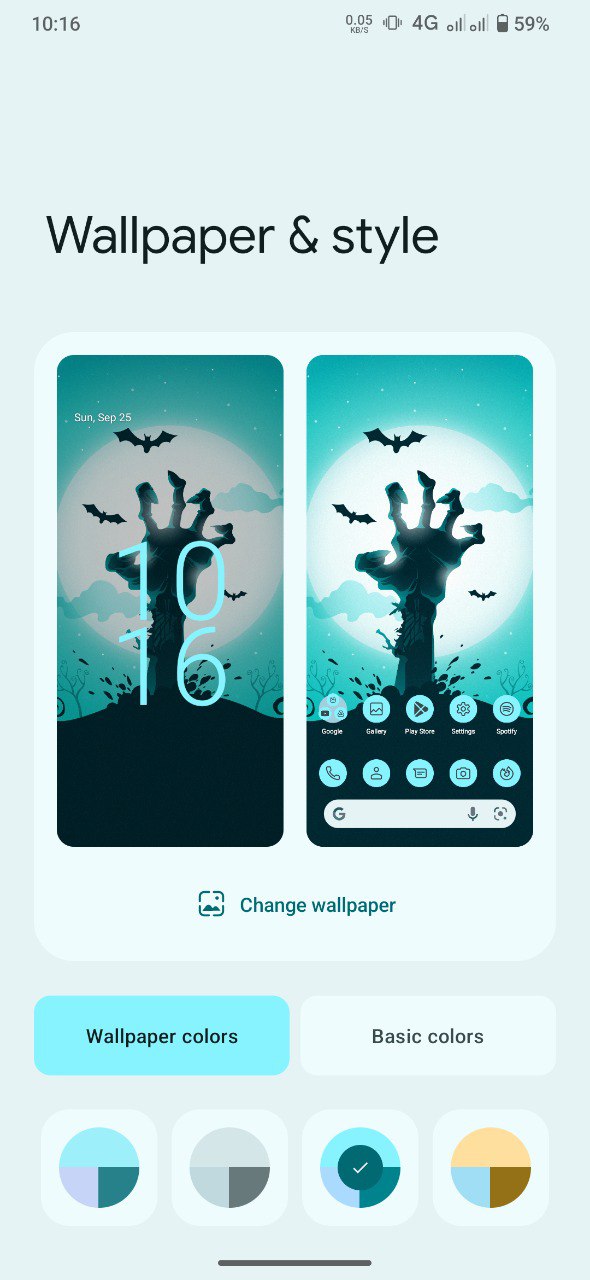 10:16
0.05
KB/S
4G
59%
Wallpaper & style
Sun, Sep 25
10
16
Google
Gallery
Play Store
Settings
Spotify
G
Change wallpaper
Wallpaper colors
Basic colors